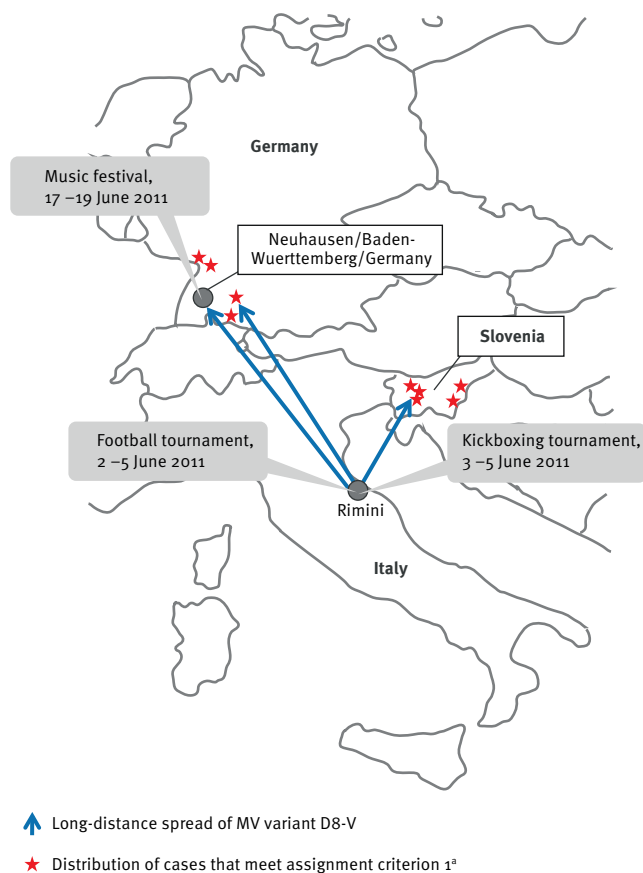 Germany
Music festival,
17 –19 June 2011
Neuhausen/Baden-
Wuerttemberg/Germany
Slovenia
Football tournament,
2 –5 June 2011
Kickboxing tournament,
3 –5 June 2011
Rimini
Italy
Long-distance spread of MV variant D8-V
Distribution of cases that meet assignment criterion 1ª